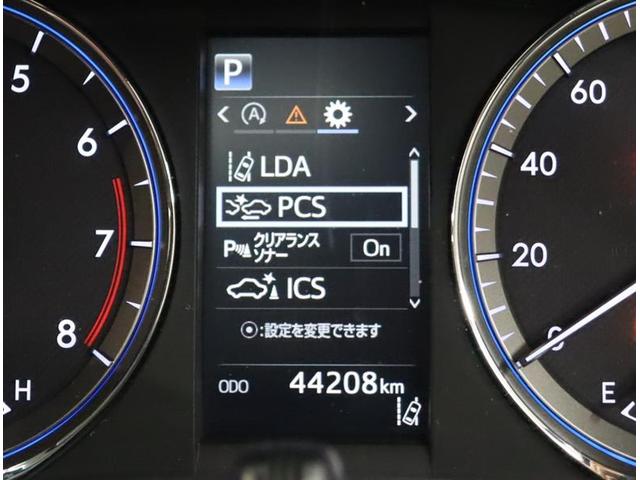 P
A
LDA
PCS
P クリアランス
ソナー On
ICS
:設定を変更できます
ODO 44208km
5
6
7
8
H
60
40
20
0
E